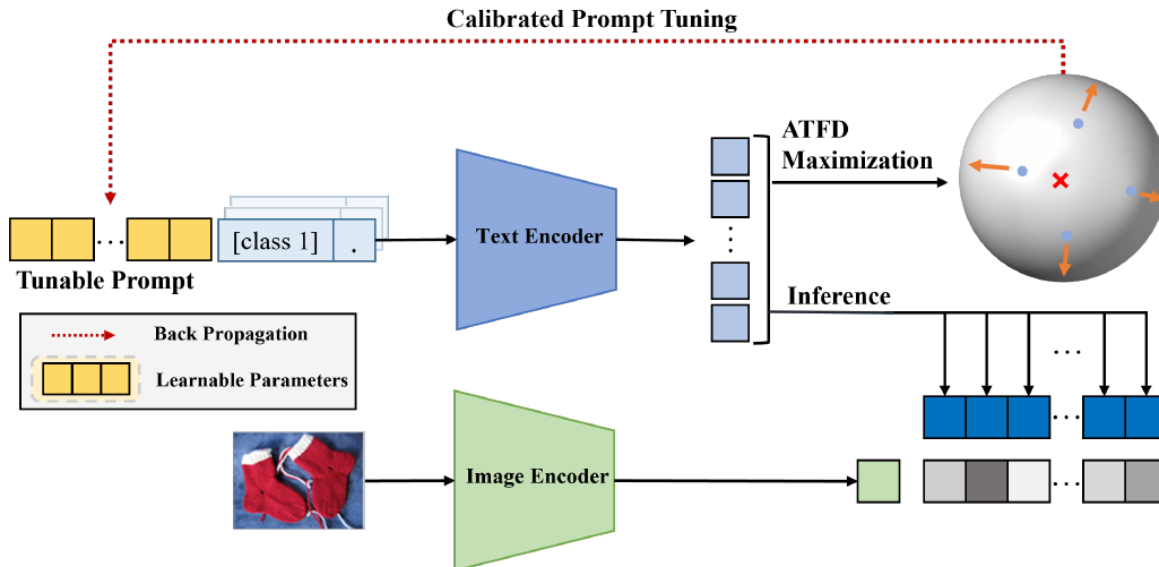 Calibrated Prompt Tuning
ATFD
Maximization
[class 1] .
Text Encoder
Tunable Prompt
Inference
Back Propagation
Learnable Parameters
Image Encoder